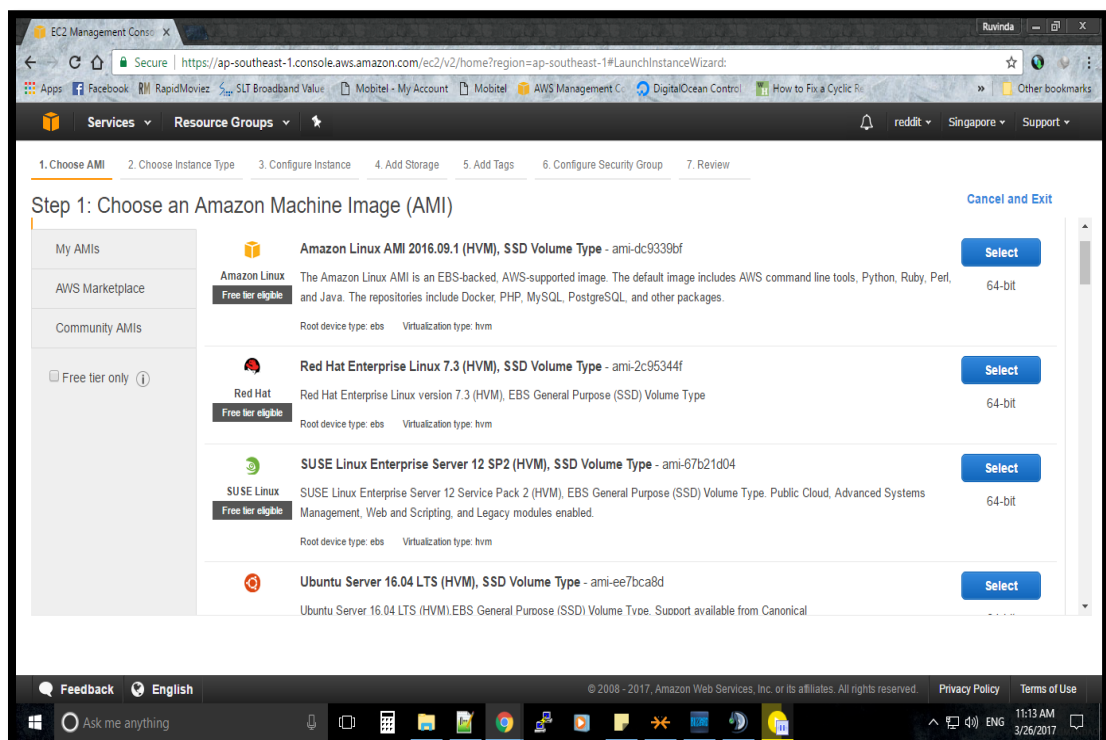 EC2 Management Conso
Ruvinda
Secure | https://ap-southeast-1.console.aws.amazon.com/ec2/v2/home?region=ap-southeast-1#LaunchInstanceWizard:
Apps Facebook RapidMoviez SLT Broadband Value Mobitel - My Account Mobitel AWS Management Co DigitalOcean Control How to Fix a Cyclic Re » Other bookmarks
Services Resource Groups reddit Singapore Support
1. Choose AMI 2. Choose Instance Type 3. Configure Instance 4. Add Storage 5. Add Tags 6. Configure Security Group 7. Review
Step 1: Choose an Amazon Machine Image (AMI)
Cancel and Exit
My AMIs
AWS Marketplace
Community AMIs
Free tier only
Amazon Linux
Free tier eligible
Amazon Linux AMI 2016.09.1 (HVM), SSD Volume Type - ami-dc9339bf
The Amazon Linux AMI is an EBS-backed, AWS-supported image. The default image includes AWS command line tools, Python, Ruby, Perl,
and Java. The repositories include Docker, PHP, MySQL, PostgreSQL, and other packages.
Root device type: ebs Virtualization type: hvm
Select
64-bit
Red Hat
Free tier eligible
Red Hat Enterprise Linux 7.3 (HVM), SSD Volume Type - ami-2c95344f
Red Hat Enterprise Linux version 7.3 (HVM), EBS General Purpose (SSD) Volume Type
Root device type: ebs Virtualization type: hvm
Select
64-bit
SUSE Linux
Free tier eligible
SUSE Linux Enterprise Server 12 SP2 (HVM), SSD Volume Type - ami-67b21d04
SUSE Linux Enterprise Server 12 Service Pack 2 (HVM), EBS General Purpose (SSD) Volume Type. Public Cloud, Advanced Systems
Management, Web and Scripting, and Legacy modules enabled.
Root device type: ebs Virtualization type: hvm
Select
64-bit
Ubuntu Server 16.04 LTS (HVM), SSD Volume Type - ami-ee7bca8d
Ubuntu Server 16.04 LTS (HVM),EBS General Purpose (SSD) Volume Type. Support available from Canonical
Select
Feedback English
© 2008 - 2017, Amazon Web Services, Inc. or its affiliates. All rights reserved. Privacy Policy Terms of Use
Ask me anything
ENG
11:13 AM
3/26/2017